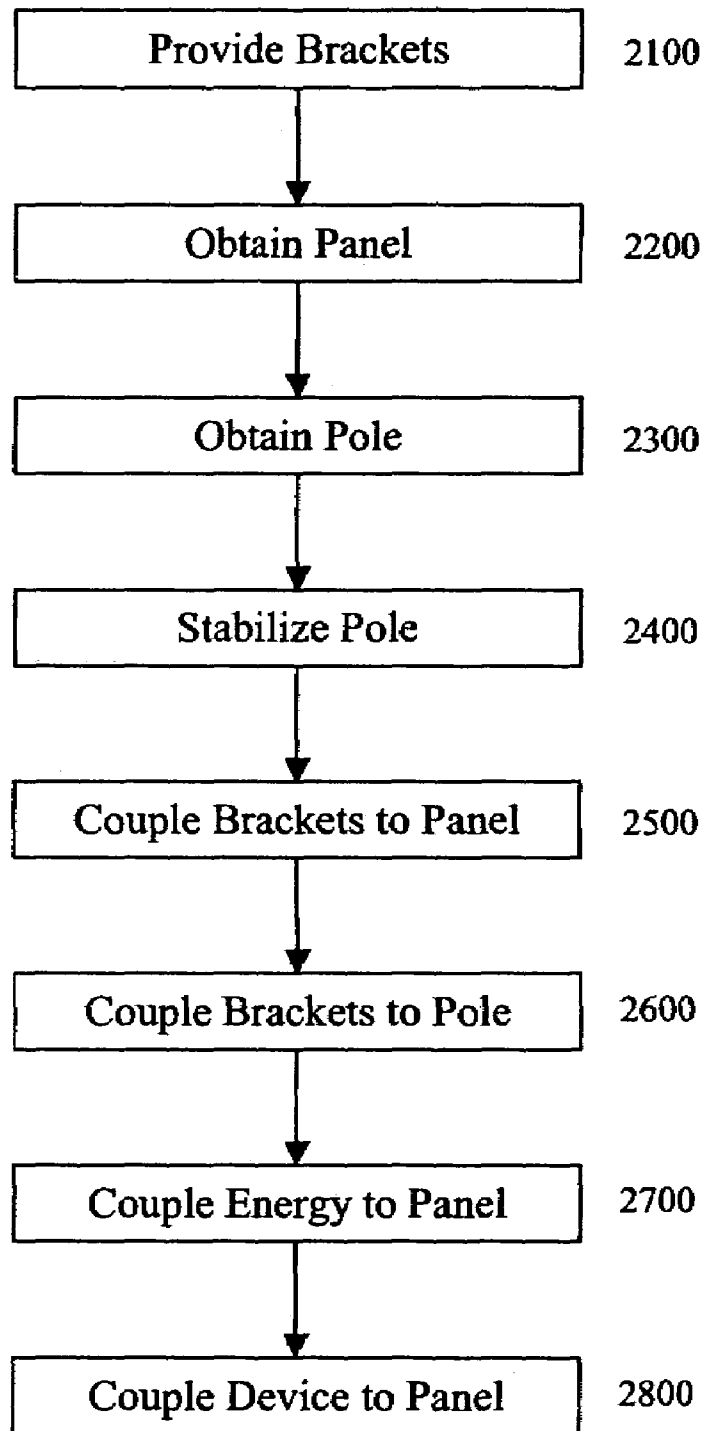 Provide Brackets 2100
Obtain Panel 2200
Obtain Pole 2300
Stabilize Pole 2400
Couple Brackets to Panel 2500
Couple Brackets to Pole 2600
Couple Energy to Panel 2700
Couple Device to Panel 2800